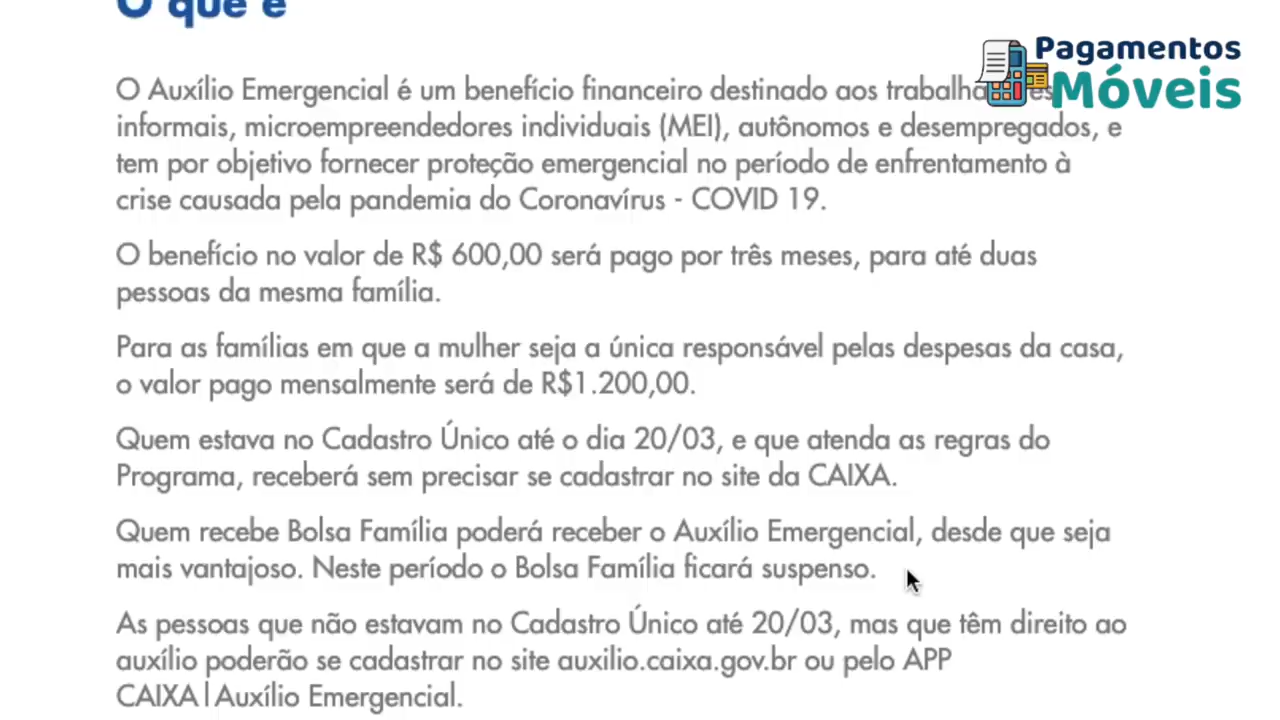 O que é
Pagamentos
Móveis
O Auxílio Emergencial é um benefício financeiro destinado aos
informais, microempreendedores individuais (MEI), autônomos e desempregados, e
tem por objetivo fornecer proteção emergencial no período de enfrentamento à
crise causada pela pandemia do Coronavírus - COVID 19.
O benefício no valor de R$ 600,00 será pago por três meses, para até duas
pessoas da mesma família.
Para as famílias em que a mulher seja a única responsável pelas despesas da casa,
o valor pago mensalmente será de R$1.200,00.
Quem estava no Cadastro Único até o dia 20/03, e que atenda as regras do
Programa, receberá sem precisar se cadastrar no site da CAIXA.
Quem recebe Bolsa Família poderá receber o Auxílio Emergencial, desde que seja
mais vantajoso. Neste período o Bolsa Família ficará suspenso.
As pessoas que não estavam no Cadastro Único até 20/03, mas que têm direito ao
auxílio poderão se cadastrar no site auxilio.caixa.gov.br ou pelo APP
CAIXA|Auxílio Emergencial.